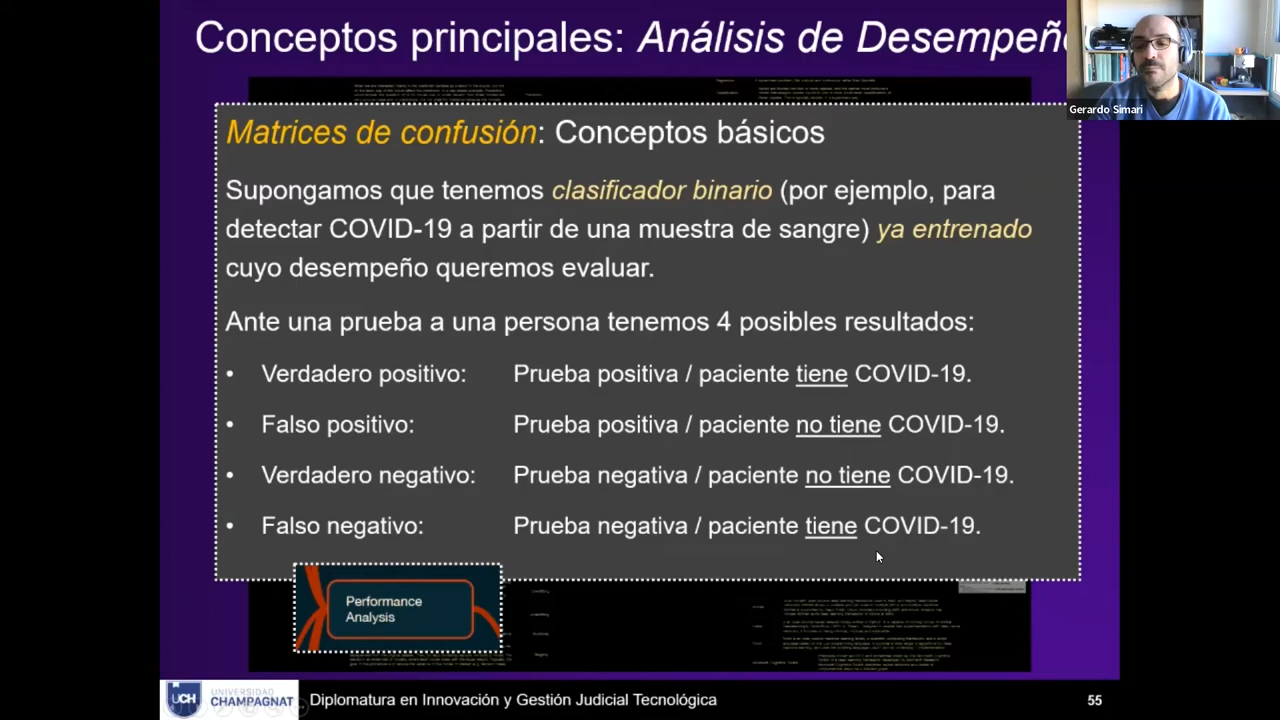 Conceptos principales: Análisis de Desempeñ
Gerardo Simari
Matrices de confusión: Conceptos básicos
Supongamos que tenemos clasificador binario (por ejemplo, para
detectar COVID-19 a partir de una muestra de sangre) ya entrenado
cuyo desempeño queremos evaluar.
Ante una prueba a una persona tenemos 4 posibles resultados:
• Verdadero positivo: Prueba positiva / paciente tiene COVID-19.
• Falso positivo: Prueba positiva / paciente no tiene COVID-19.
• Verdadero negativo: Prueba negativa / paciente no tiene COVID-19.
• Falso negativo: Prueba negativa / paciente tiene COVID-19.
Performance
Analysis
UCH
UNIVERSIDAD
CHAMPAGNAT
Diplomatura en Innovación y Gestión Judicial Tecnológica
55